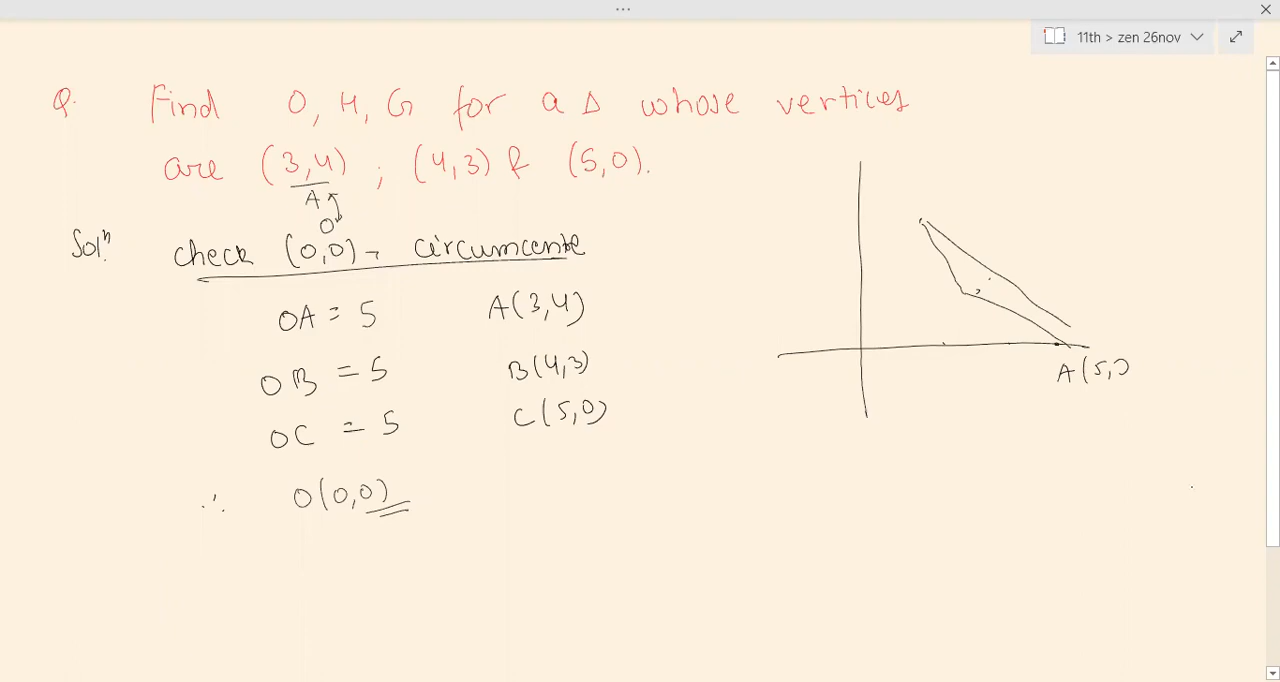 11th > zen 26nov
Q. Find O, H, G for a Δ whose vertices
are (3,4) ; (4,3) & (5,0).
A
O
Solⁿ. check (0,0) → circumcente
OA = 5 A(3,4)
OB = 5 B(4,3)
OC = 5 C(5,0)
∴ O(0,0)
A(5,0